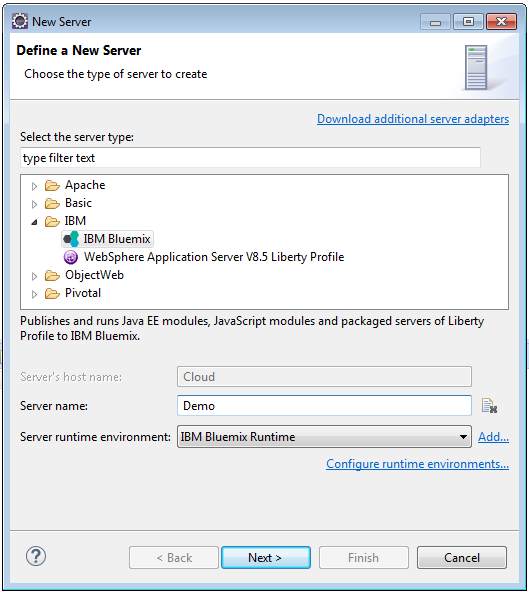 New Server
Define a New Server
Choose the type of server to create
Download additional server adapters
Select the server type:
type filter text
Apache
Basic
IBM
IBM Bluemix
WebSphere Application Server V8.5 Liberty Profile
ObjectWeb
Pivotal
Publishes and runs Java EE modules, JavaScript modules and packaged servers of Liberty
Profile to IBM Bluemix.
Server's host name: Cloud
Server name: Demo
Server runtime environment: IBM Bluemix Runtime Add...
Configure runtime environments...
? < Back Next > Finish Cancel